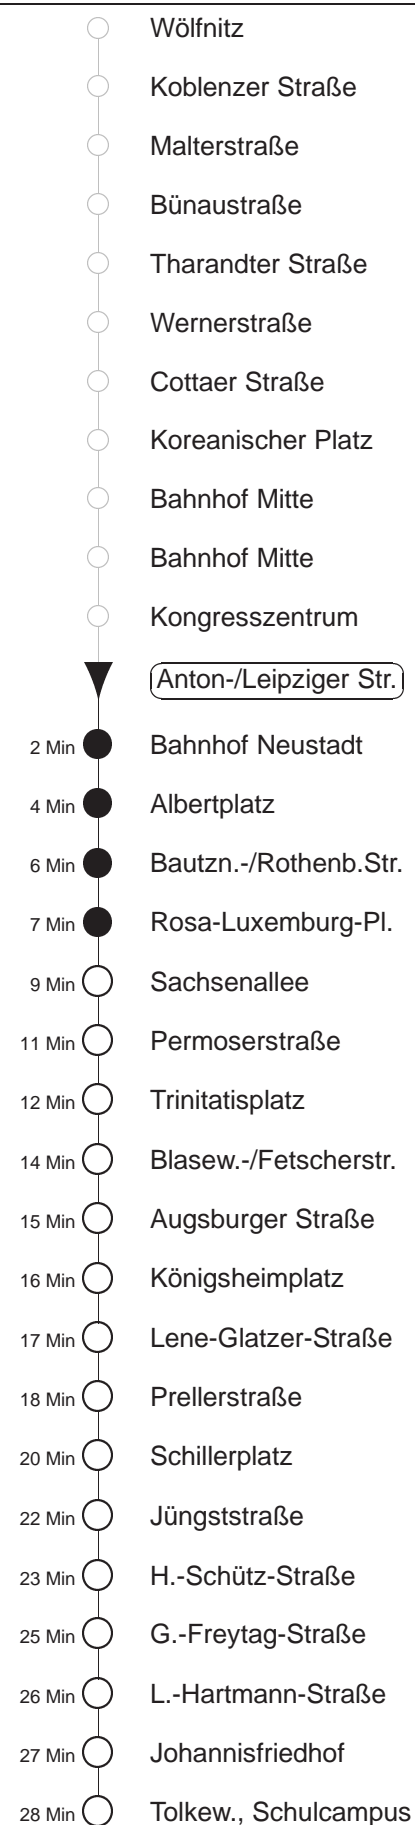 Wölfnitz
Koblenzer Straße
Malterstraße
Bünaustraße
Tharandter Straße
Wernerstraße
Cottaer Straße
Koreanischer Platz
Bahnhof Mitte
Bahnhof Mitte
Kongresszentrum
Anton-/Leipziger Str.
2 Min Bahnhof Neustadt
4 Min Albertplatz
6 Min Bautzn.-/Rothenb.Str.
7 Min Rosa-Luxemburg-Pl.
9 Min Sachsenallee
11 Min Permoserstraße
12 Min Trinitatisplatz
14 Min Blasew.-/Fetscherstr.
15 Min Augsburger Straße
16 Min Königsheimplatz
17 Min Lene-Glatzer-Straße
18 Min Prellerstraße
20 Min Schillerplatz
22 Min Jüngststraße
23 Min H.-Schütz-Straße
25 Min G.-Freytag-Straße
26 Min L.-Hartmann-Straße
27 Min Johannisfriedhof
28 Min Tolkew., Schulcampus